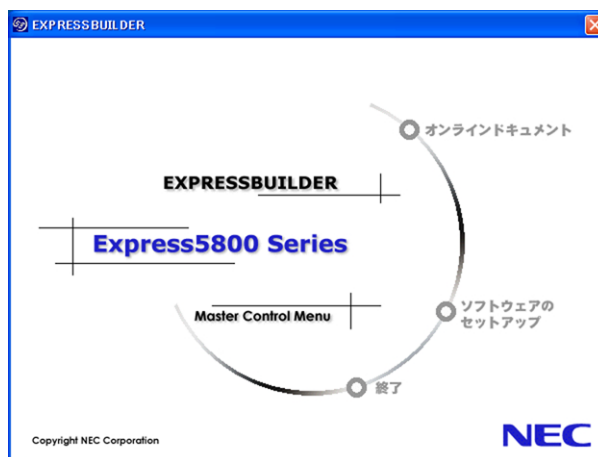 EXPRESSBUILDER
オンラインドキュメント
EXPRESSBUILDER
Express5800 Series
ソフトウェアの
セットアップ
Master Control Menu
終了
Copyright NEC Corporation
NEC